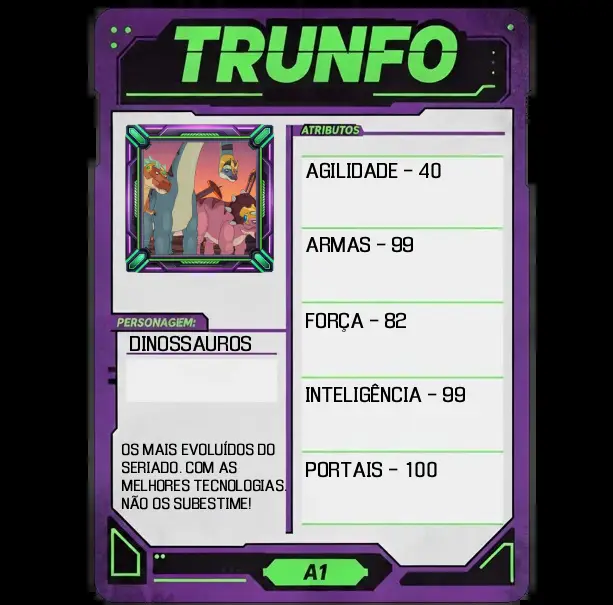 TRUNFO
ATRIBUTOS
AGILIDADE - 40
ARMAS - 99
FORÇA - 82
INTELIGÊNCIA - 99
PORTAIS - 100
PERSONAGEM:
DINOSSAUROS
OS MAIS EVOLUÍDOS DO
SERIADO. COM AS
MELHORES TECNOLOGIAS.
NÃO OS SUBESTIME!
A1